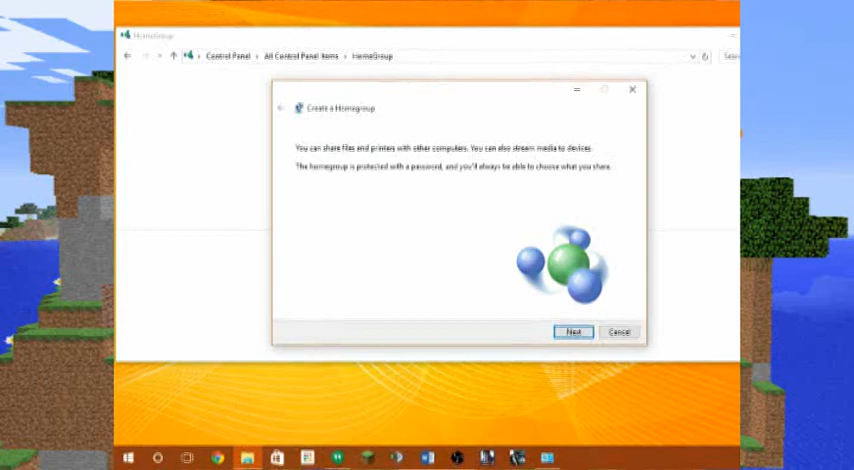 HomeGroup
Control Panel › All Control Panel Items › HomeGroup
Sear
Create a Homegroup
You can share files and printers with other computers. You can also stream media to devices.
The homegroup is protected with a password, and you'll always be able to choose what you share.
Next
Cancel